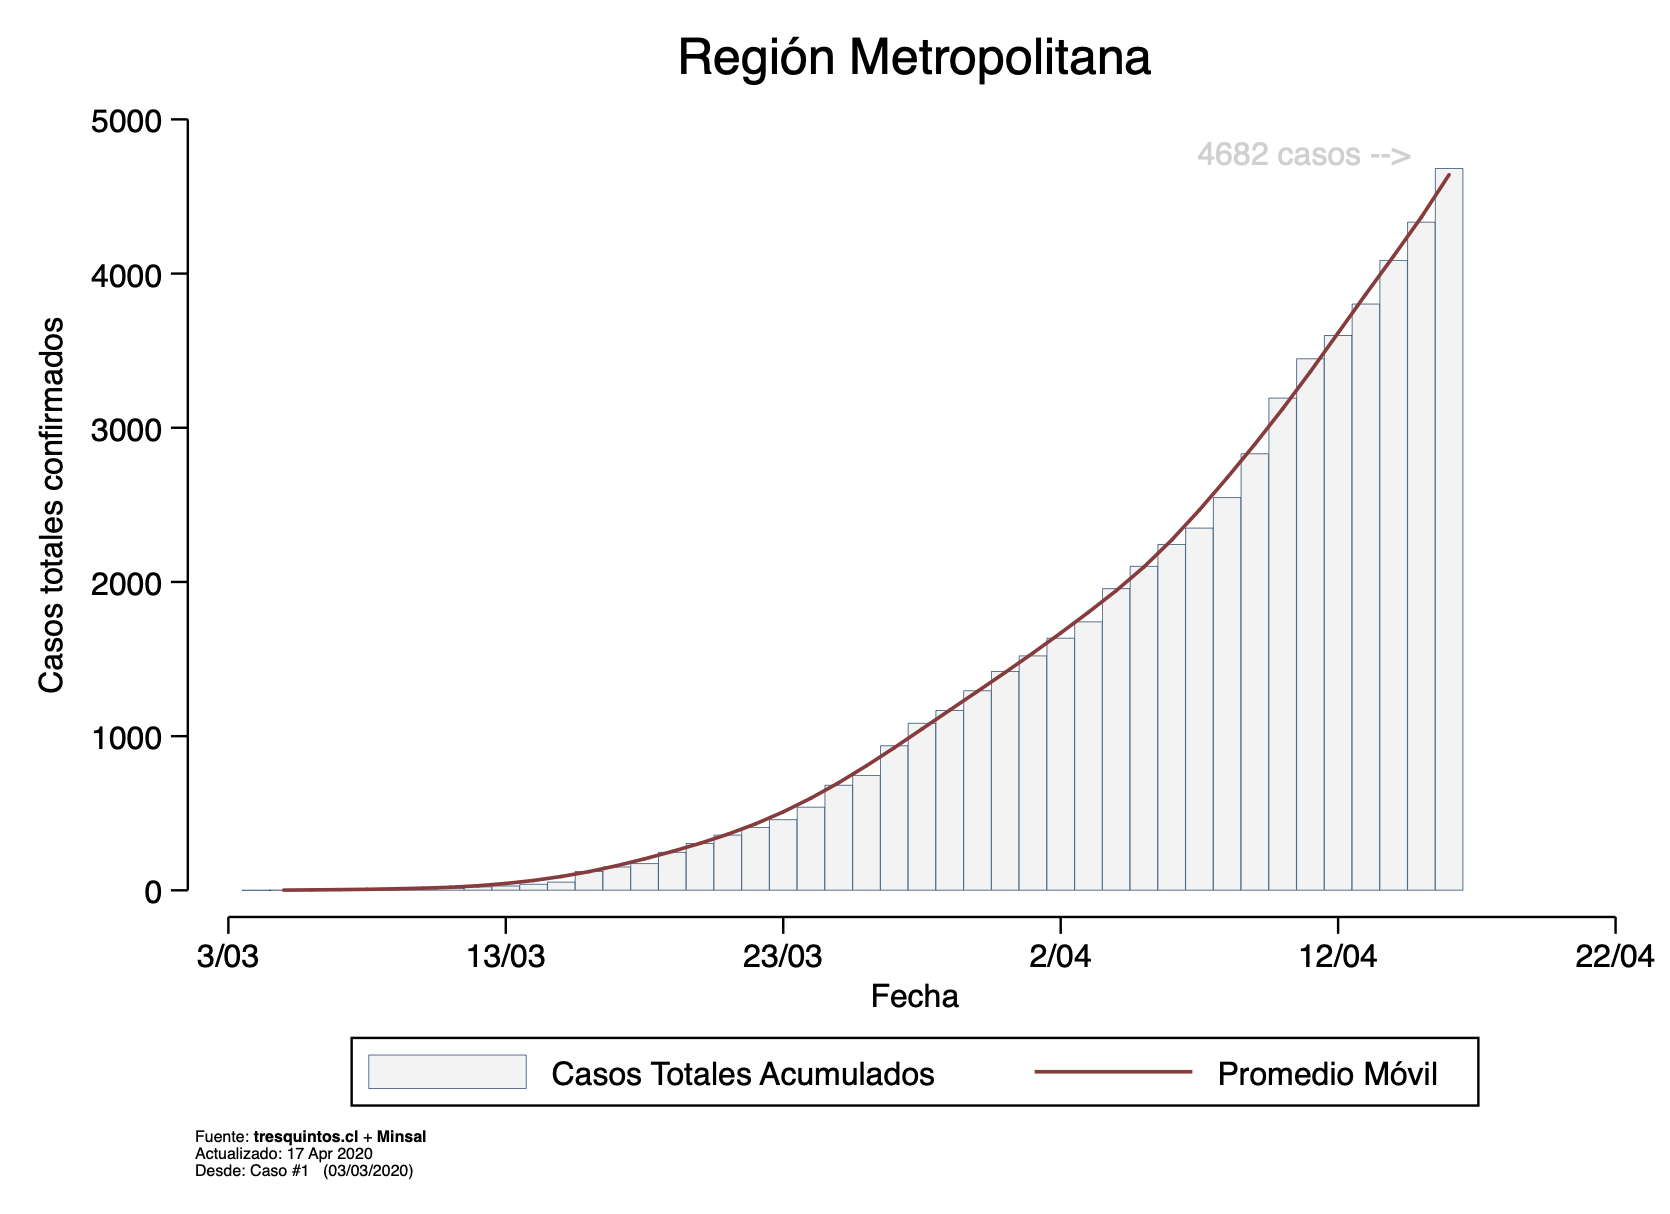 Región Metropolitana
4682 casos -->
Casos totales confirmados
5000
4000
3000
2000
1000
0
3/03 13/03 23/03 2/04 12/04 22/04
Fecha
Casos Totales Acumulados Promedio Móvil
Fuente: tresquintos.cl + Minsal
Actualizado: 17 Apr 2020
Desde: Caso #1 (03/03/2020)